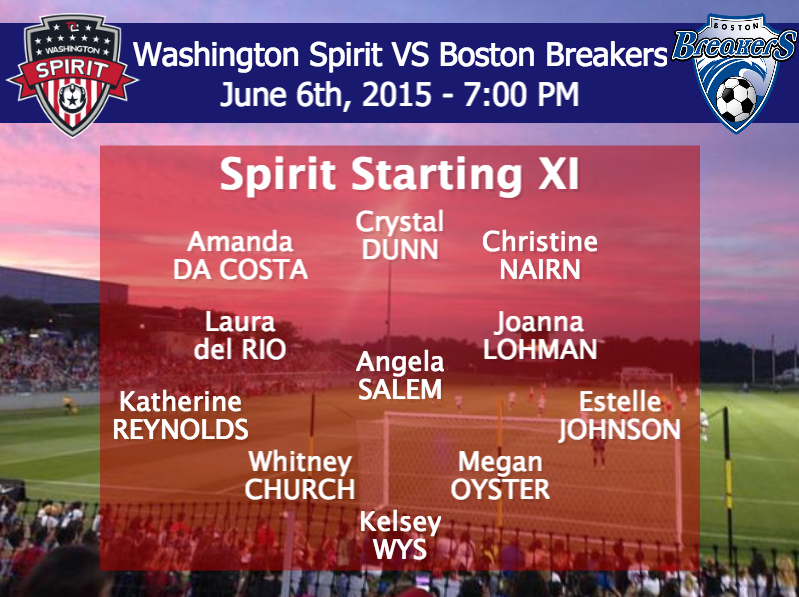 WASHINGTON
SPIRIT
Washington Spirit VS Boston Breakers
June 6th, 2015 - 7:00 PM
BOSTON
BreakerS
Spirit Starting XI
Crystal
DUNN
Amanda
DA COSTA
Christine
NAIRN
Laura
del RIO
Joanna
LOHMAN
Angela
SALEM
Katherine
REYNOLDS
Estelle
JOHNSON
Whitney
CHURCH
Megan
OYSTER
Kelsey
WYS